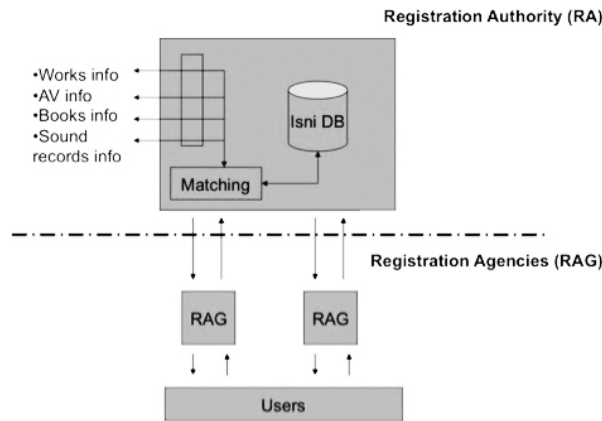 Registration Authority (RA)
•Works info
•AV info
•Books info
•Sound
records info
Isni DB
Matching
Registration Agencies (RAG)
RAG
RAG
Users